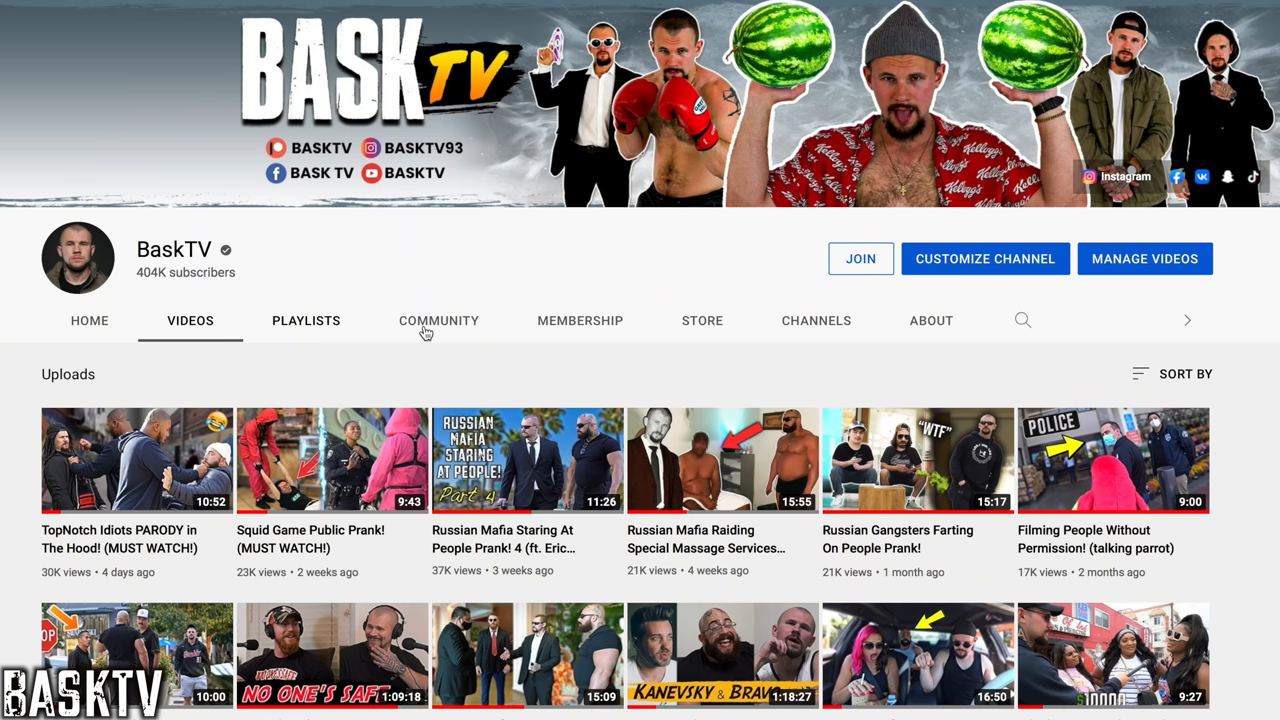 BASK TV
BASKTV BASKTV93
BASK TV BASKTV
Kellogg's Kellogg's
Instagram
BaskTV
404K subscribers
JOIN CUSTOMIZE CHANNEL MANAGE VIDEOS
HOME VIDEOS PLAYLISTS COMMUNITY MEMBERSHIP STORE CHANNELS ABOUT
Uploads SORT BY
RUSSIAN
MAFIA
STARING
AT PEOPLE!
Part 4
"WTF"
POLICE
10:52 9:43 11:26 15:55 15:17 9:00
TopNotch Idiots PARODY in
The Hood! (MUST WATCH!)
30K views • 4 days ago
Squid Game Public Prank!
(MUST WATCH!)
23K views • 2 weeks ago
Russian Mafia Staring At
People Prank! 4 (ft. Eric...
37K views • 3 weeks ago
Russian Mafia Raiding
Special Massage Services...
21K views • 4 weeks ago
Russian Gangsters Farting
On People Prank!
21K views • 1 month ago
Filming People Without
Permission! (talking parrot)
17K views • 2 months ago
OP
NO ONE'S SAF
KANEVSKY & BRAV
10:00 1:09:18 15:09 1:18:27 16:50 9:27
BASKTV